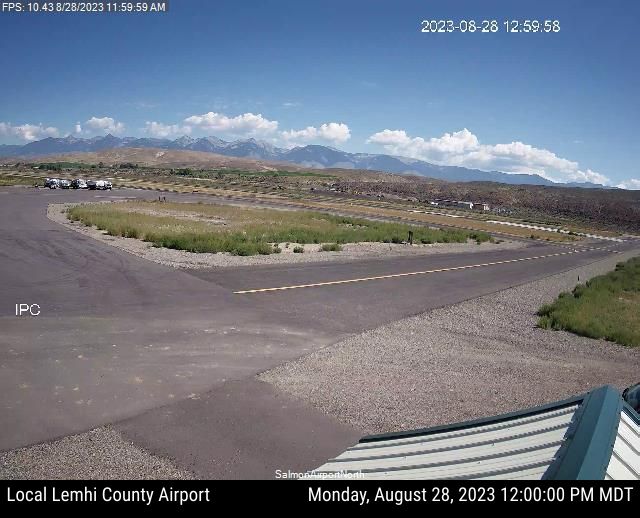 FPS: 10.43 8/28/2023 11:59:59 AM
2023-08-28 12:59:58
IPC
SalmonAirportNorth
Local Lemhi County Airport Monday, August 28, 2023 12:00:00 PM MDT